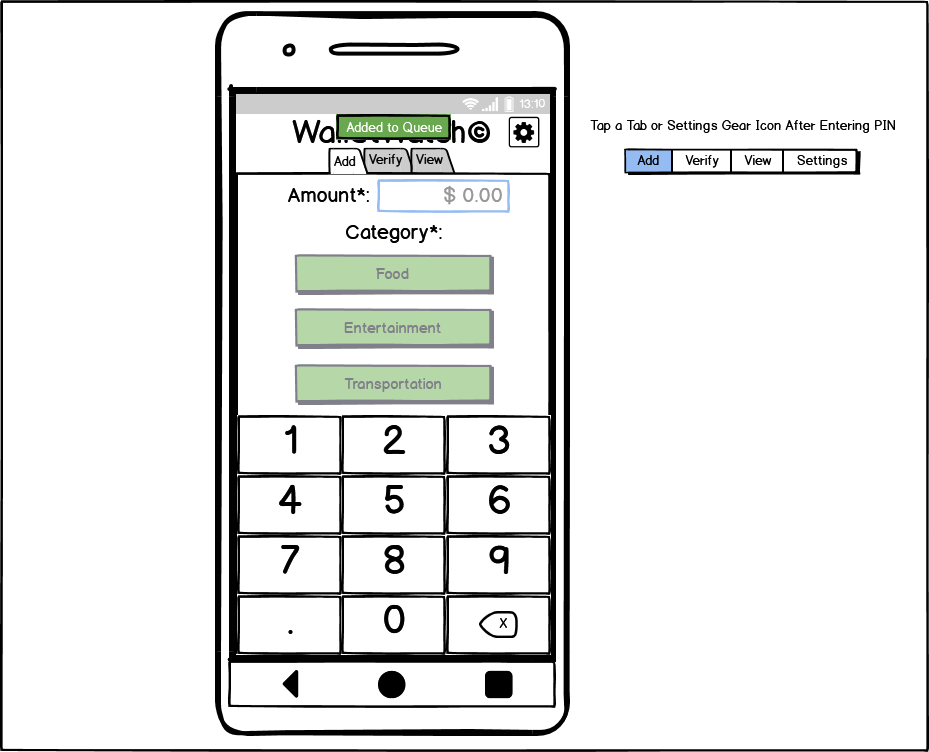 13:10
Added to Queue
Wa h©
Add Verify View
Amount*: $ 0.00
Category*:
Food
Entertainment
Transportation
1 2 3
4 5 6
7 8 9
. 0 X
Tap a Tab or Settings Gear Icon After Entering PIN
Add Verify View Settings